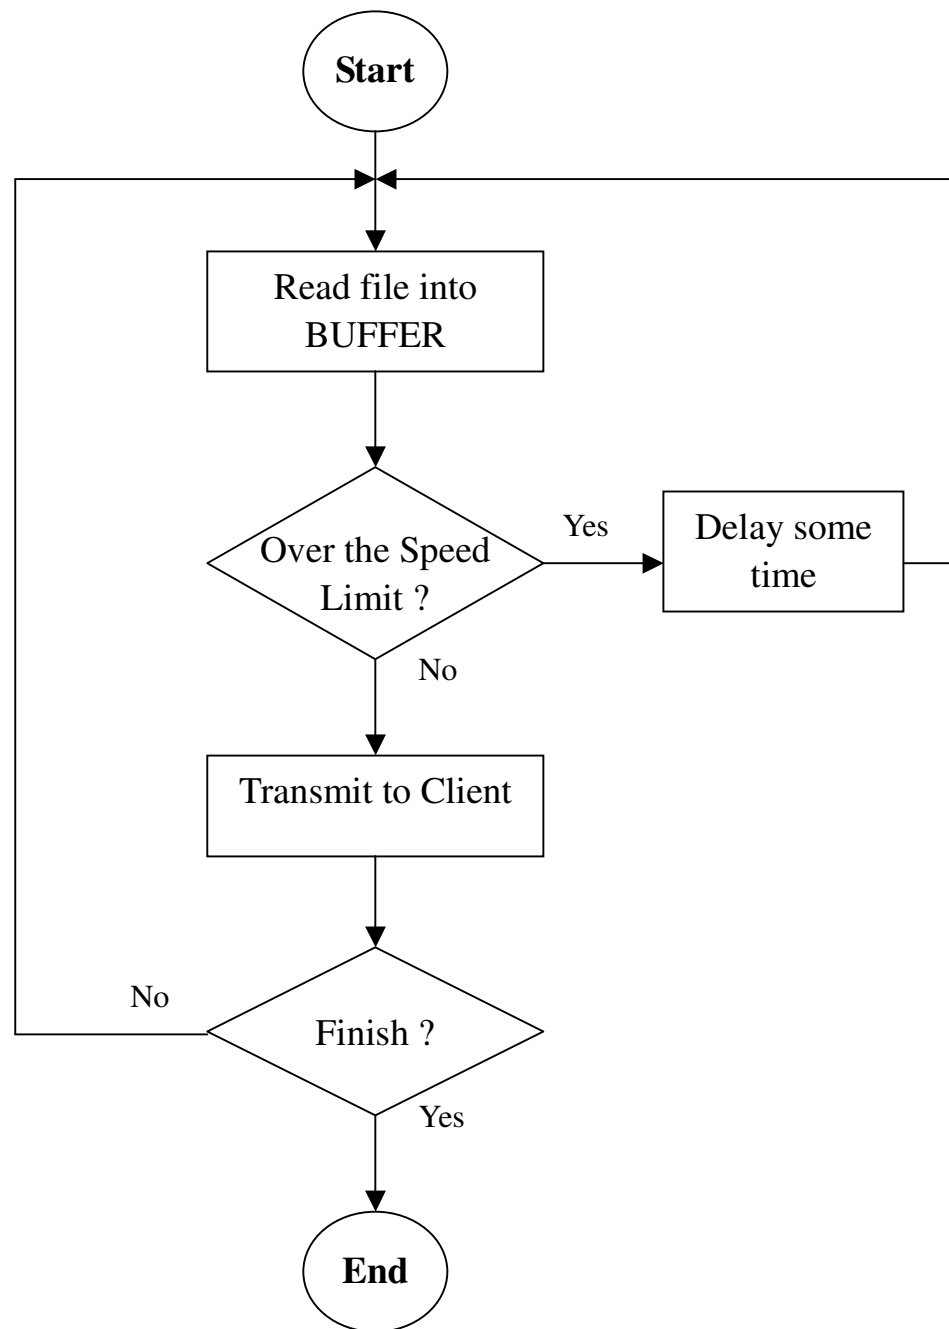 Start
Read file into
BUFFER
Over the Speed
Limit ?
Yes
Delay some
time
No
Transmit to Client
Finish ?
No
Yes
End